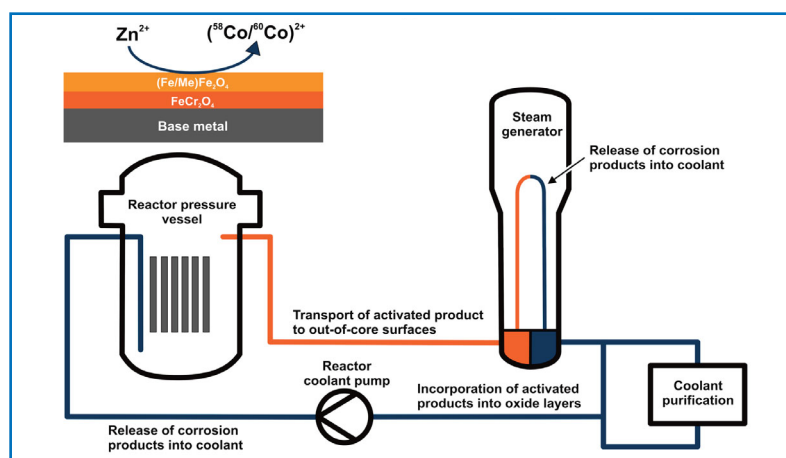 Zn²⁺
(⁵⁸Co/⁶⁰Co)²⁺
(Fe/Me)Fe₂O₄
FeCr₂O₄
Base metal
Steam
generator
Release of corrosion
products into coolant
Reactor pressure
vessel
Transport of activated product
to out-of-core surfaces
Reactor
coolant pump
Incorporation of activated
products into oxide layers
Coolant
purification
Release of corrosion
products into coolant